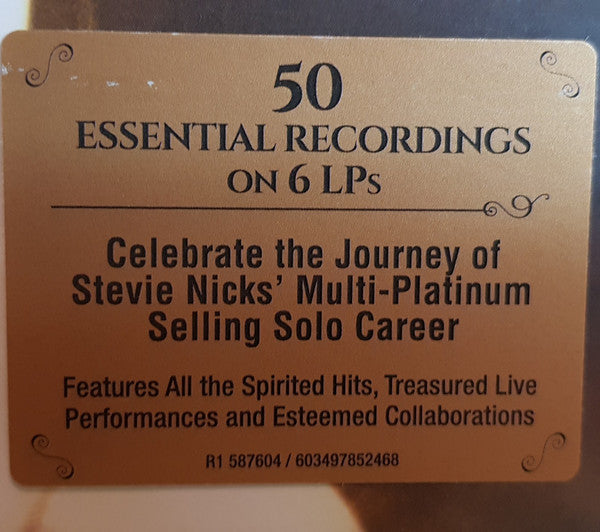 50
ESSENTIAL RECORDINGS
ON 6 LPs
Celebrate the Journey of
Stevie Nicks' Multi-Platinum
Selling Solo Career
Features All the Spirited Hits, Treasured Live
Performances and Esteemed Collaborations
R1 587604 / 603497852468